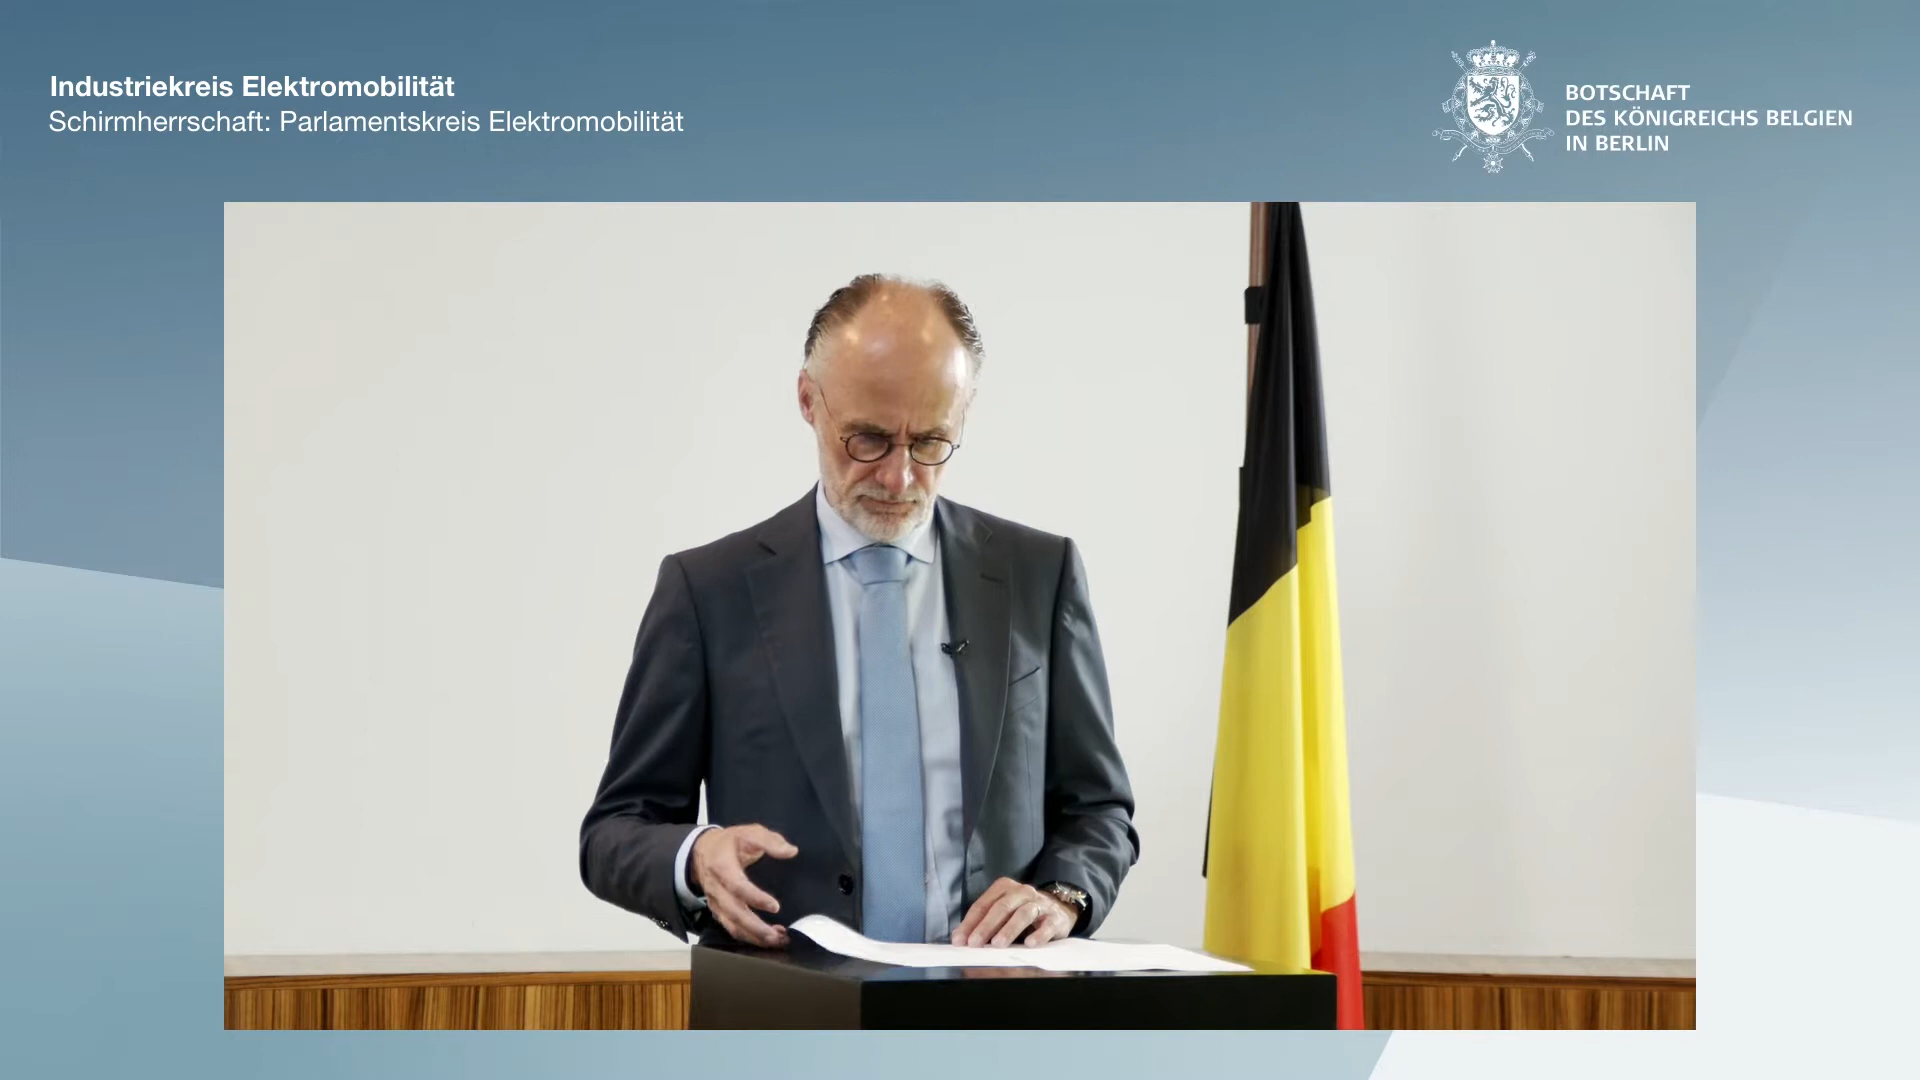 Industriekreis Elektromobilität
Schirmherrschaft: Parlamentskreis Elektromobilität
BOTSCHAFT
DES KÖNIGREICHS BELGIEN
IN BERLIN